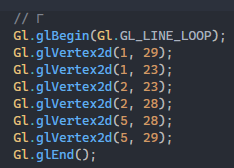 // Г
Gl.glBegin(Gl.GL_LINE_LOOP);
Gl.glVertex2d(1, 29);
Gl.glVertex2d(1, 23);
Gl.glVertex2d(2, 23);
Gl.glVertex2d(2, 28);
Gl.glVertex2d(5, 28);
Gl.glVertex2d(5, 29);
Gl.glEnd();